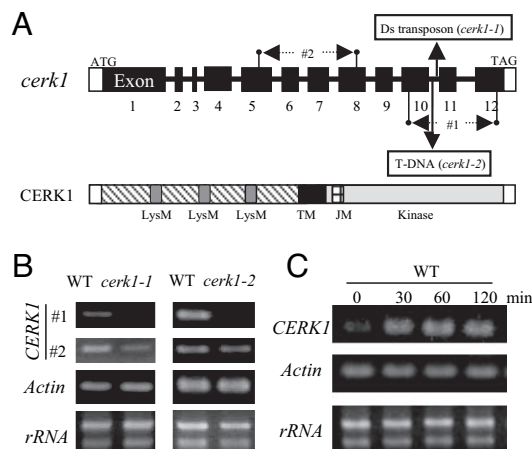 A
Ds transposon (cerk1-1)
ATG
#2
TAG
cerk1
Exon
1 2 3 4 5 6 7 8 9 10 11 12
#1
T-DNA (cerk1-2)
CERK1
LysM LysM LysM TM JM Kinase
B
WT cerk1-1 WT cerk1-2
CERK1
#1
#2
Actin
rRNA
C
WT
0 30 60 120 min
CERK1
Actin
rRNA